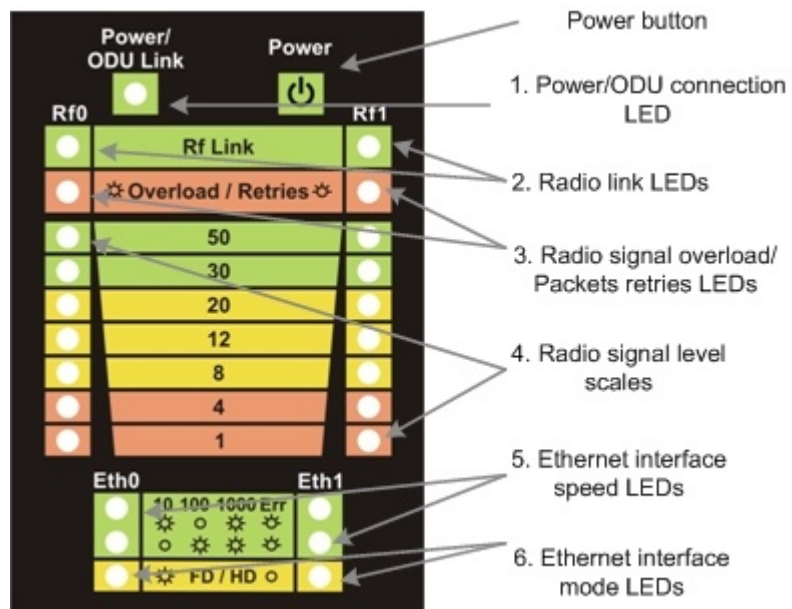 Power button
Power/
ODU Link
Power
1. Power/ODU connection
LED
Rf0
Rf1
Rf Link
2. Radio link LEDs
Overload / Retries
50
3. Radio signal overload/
Packets retries LEDs
30
20
12
4. Radio signal level
scales
8
4
1
Eth0
Eth1
5. Ethernet interface
speed LEDs
10 100 1000 Err
FD / HD
6. Ethernet interface
mode LEDs